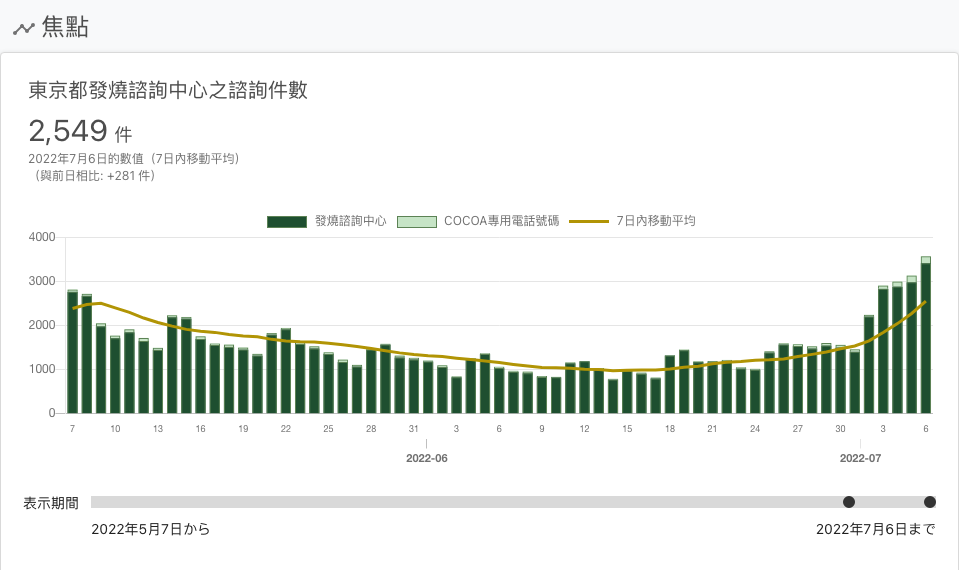 焦點
東京都發燒諮詢中心之諮詢件數
2,549 件
2022年7月6日的數值（7日內移動平均）
（與前日相比: +281 件）
發燒諮詢中心 COCOA專用電話號碼 7日內移動平均
4000
3000
2000
1000
0
7 10 13 16 19 22 25 28 31 3 6 9 12 15 18 21 24 27 30 3 6
2022-06 2022-07
表示期間
2022年5月7日から 2022年7月6日まで